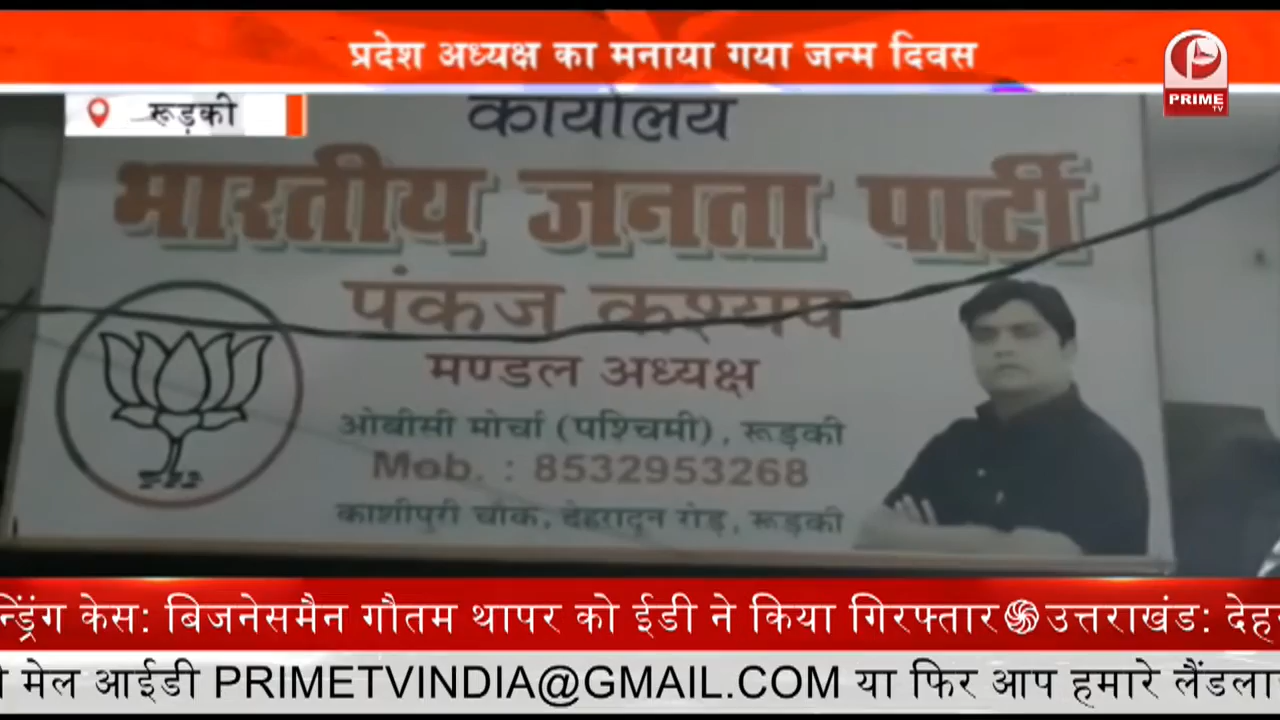 प्रदेश अध्यक्ष का मनाया गया जन्म दिवस
PRIME
TV
रूड़की
कार्यालय
भारतीय जनता पार्टी
पंकज कश्यप
मण्डल अध्यक्ष
ओबीसी मोर्चा (पश्चिमी), रूड़की
Mob. : 8532953268
काशीपुरी चौक, देहरादून रोड़, रूड़की
न्ड्रिंग केस: बिजनेसमैन गौतम थापर को ईडी ने किया गिरफ्तार उत्तराखंड: देहर
मेल आईडी PRIMETVINDIA@GMAIL.COM या फिर आप हमारे लैंडला